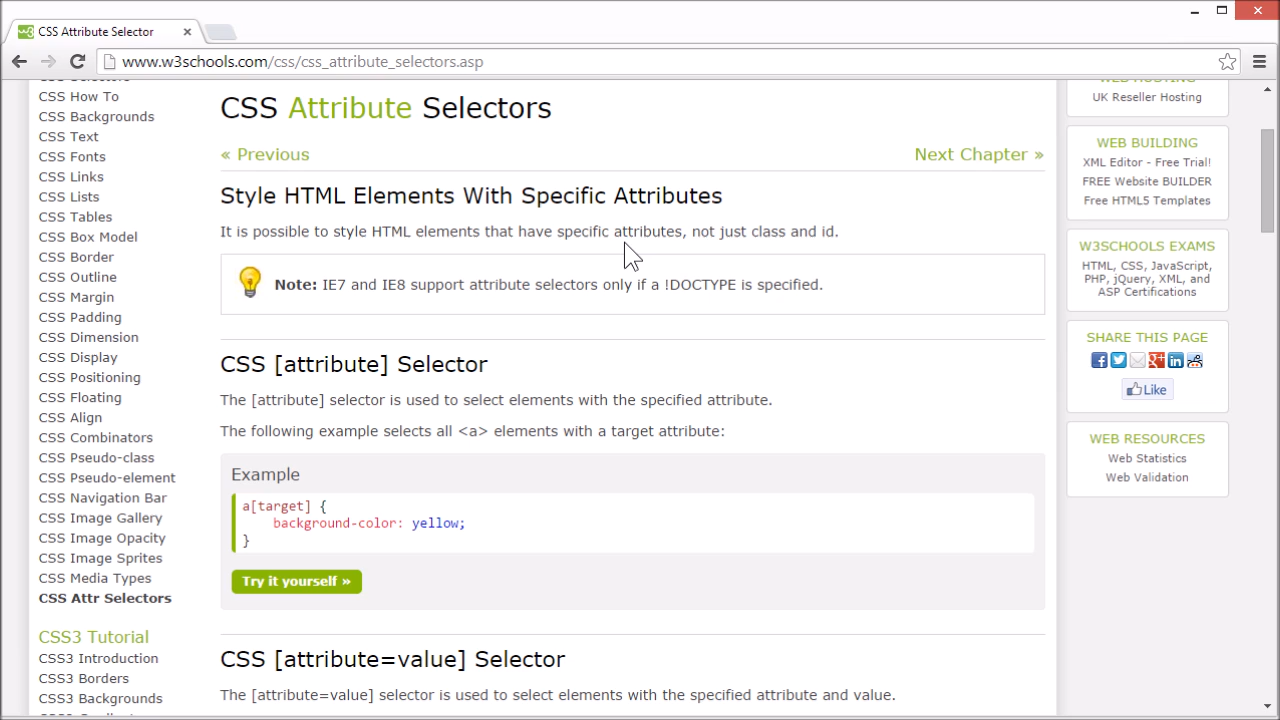 CSS Attribute Selector
www.w3schools.com/css/css_attribute_selectors.asp
CSS How To
CSS Backgrounds
CSS Text
CSS Fonts
CSS Links
CSS Lists
CSS Tables
CSS Box Model
CSS Border
CSS Outline
CSS Margin
CSS Padding
CSS Dimension
CSS Display
CSS Positioning
CSS Floating
CSS Align
CSS Combinators
CSS Pseudo-class
CSS Pseudo-element
CSS Navigation Bar
CSS Image Gallery
CSS Image Opacity
CSS Image Sprites
CSS Media Types
CSS Attr Selectors
CSS3 Tutorial
CSS3 Introduction
CSS3 Borders
CSS3 Backgrounds
CSS Attribute Selectors
« Previous
Next Chapter »
Style HTML Elements With Specific Attributes
It is possible to style HTML elements that have specific attributes, not just class and id.
Note: IE7 and IE8 support attribute selectors only if a !DOCTYPE is specified.
CSS [attribute] Selector
The [attribute] selector is used to select elements with the specified attribute.
The following example selects all <a> elements with a target attribute:
Example
a[target] {
background-color: yellow;
}
Try it yourself »
CSS [attribute=value] Selector
The [attribute=value] selector is used to select elements with the specified attribute and value.
WEB HOSTING
UK Reseller Hosting
WEB BUILDING
XML Editor - Free Trial!
FREE Website BUILDER
Free HTML5 Templates
W3SCHOOLS EXAMS
HTML, CSS, JavaScript,
PHP, jQuery, XML, and
ASP Certifications
SHARE THIS PAGE
Like
WEB RESOURCES
Web Statistics
Web Validation